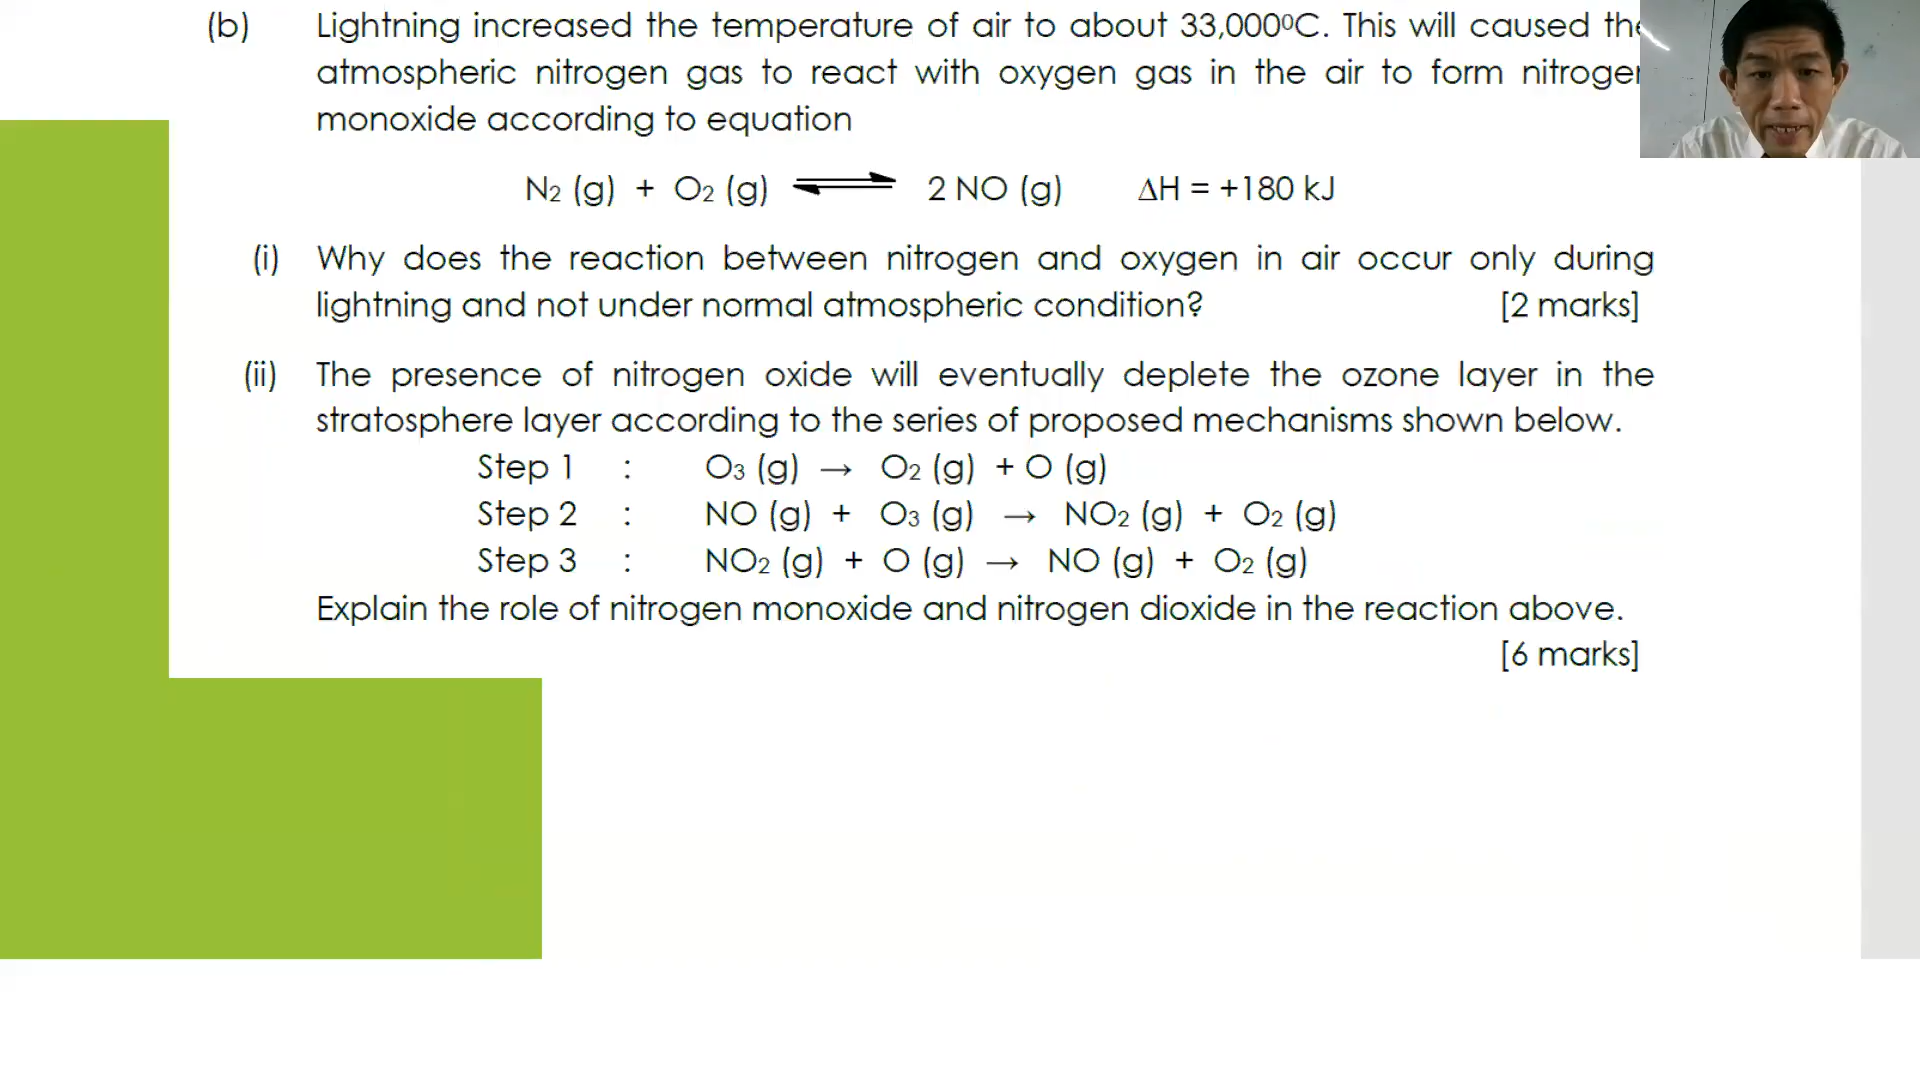 (b) Lightning increased the temperature of air to about 33,000⁰C. This will caused the
atmospheric nitrogen gas to react with oxygen gas in the air to form nitrogen
monoxide according to equation
N₂ (g) + O₂ (g) ⇌ 2 NO (g) ΔH = +180 kJ
(i) Why does the reaction between nitrogen and oxygen in air occur only during
lightning and not under normal atmospheric condition? [2 marks]
(ii) The presence of nitrogen oxide will eventually deplete the ozone layer in the
stratosphere layer according to the series of proposed mechanisms shown below.
Step 1 : O₃ (g) → O₂ (g) + O (g)
Step 2 : NO (g) + O₃ (g) → NO₂ (g) + O₂ (g)
Step 3 : NO₂ (g) + O (g) → NO (g) + O₂ (g)
Explain the role of nitrogen monoxide and nitrogen dioxide in the reaction above.
[6 marks]